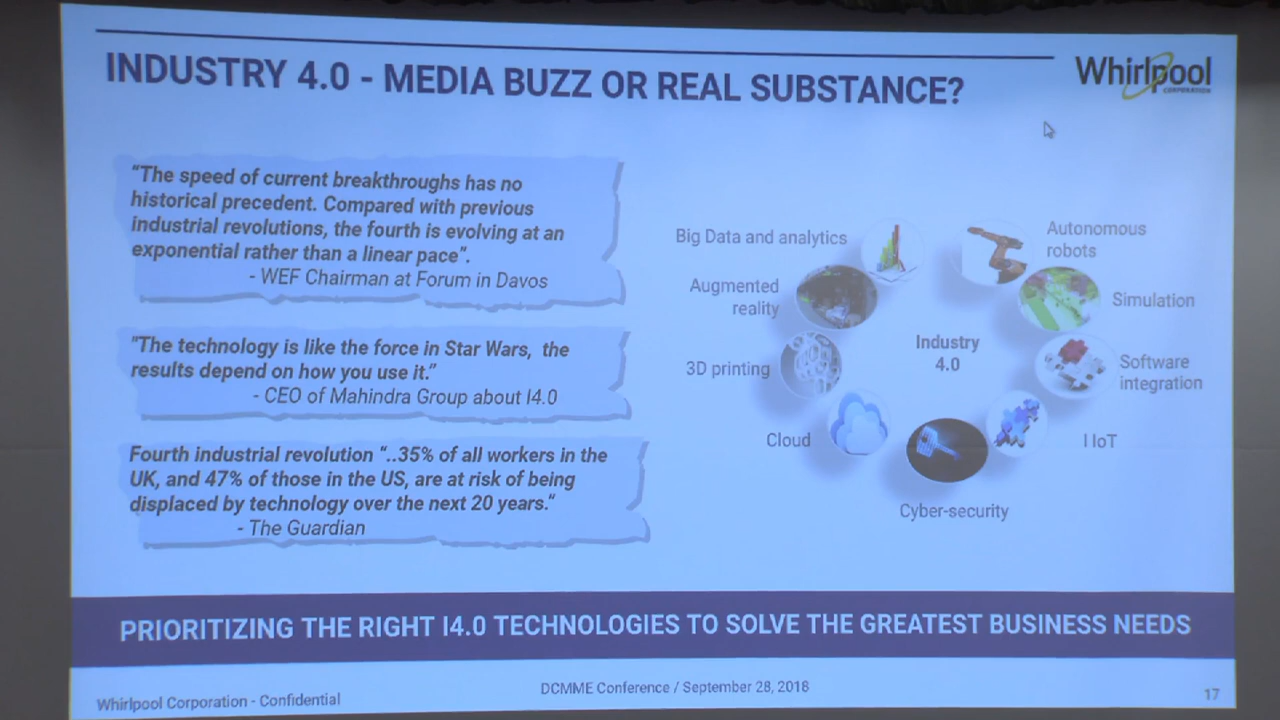 INDUSTRY 4.0 - MEDIA BUZZ OR REAL SUBSTANCE?
Whirlpool
CORPORATION
"The speed of current breakthroughs has no
historical precedent. Compared with previous
industrial revolutions, the fourth is evolving at an
exponential rather than a linear pace".
- WEF Chairman at Forum in Davos
"The technology is like the force in Star Wars, the
results depend on how you use it."
- CEO of Mahindra Group about I4.0
Fourth industrial revolution "..35% of all workers in the
UK, and 47% of those in the US, are at risk of being
displaced by technology over the next 20 years."
- The Guardian
Big Data and analytics
Autonomous
robots
Augmented
reality
Simulation
Industry
4.0
3D printing
Software
integration
Cloud
I IoT
Cyber-security
PRIORITIZING THE RIGHT I4.0 TECHNOLOGIES TO SOLVE THE GREATEST BUSINESS NEEDS
Whirlpool Corporation - Confidential
DCMME Conference / September 28, 2018
17